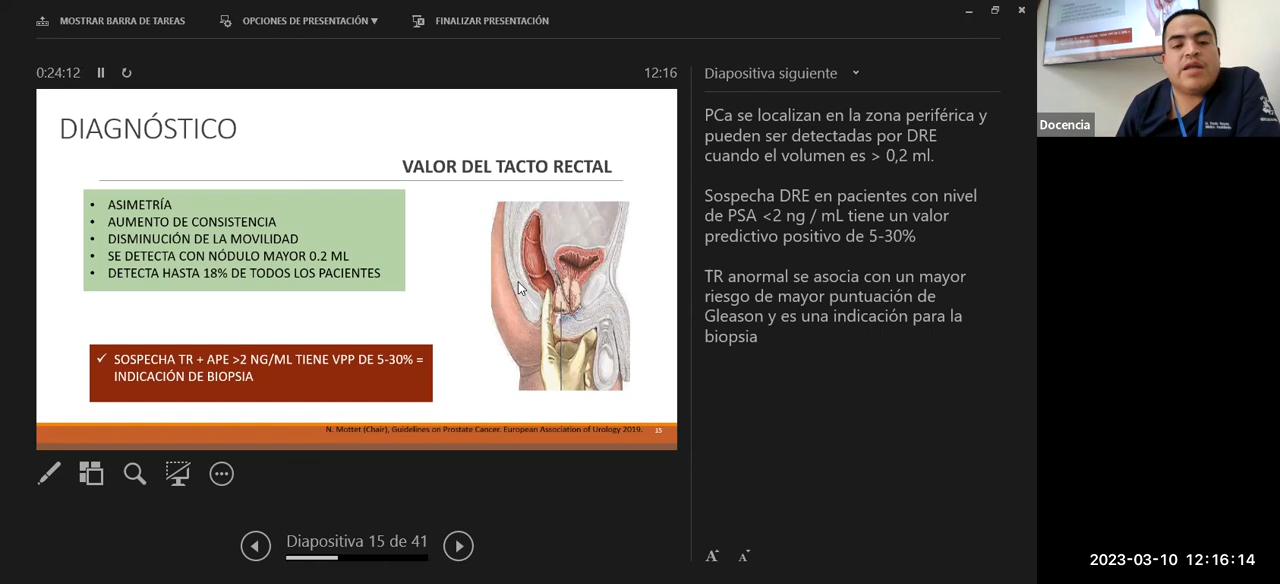 MOSTRAR BARRA DE TAREAS
OPCIONES DE PRESENTACIÓN ▼
FINALIZAR PRESENTACIÓN
0:24:12
12:16
DIAGNÓSTICO
VALOR DEL TACTO RECTAL
• ASIMETRÍA
• AUMENTO DE CONSISTENCIA
• DISMINUCIÓN DE LA MOVILIDAD
• SE DETECTA CON NÓDULO MAYOR 0.2 ML
• DETECTA HASTA 18% DE TODOS LOS PACIENTES
✓ SOSPECHA TR + APE >2 NG/ML TIENE VPP DE 5-30% =
INDICACIÓN DE BIOPSIA
N. Mottet (Chair), Guidelines on Prostate Cancer. European Association of Urology 2019.
15
Diapositiva 15 de 41
Diapositiva siguiente
PCa se localizan en la zona periférica y
pueden ser detectadas por DRE
cuando el volumen es > 0,2 ml.
Sospecha DRE en pacientes con nivel
de PSA <2 ng / mL tiene un valor
predictivo positivo de 5-30%
TR anormal se asocia con un mayor
riesgo de mayor puntuación de
Gleason y es una indicación para la
biopsia
A A
Docencia
2023-03-10 12:16:14